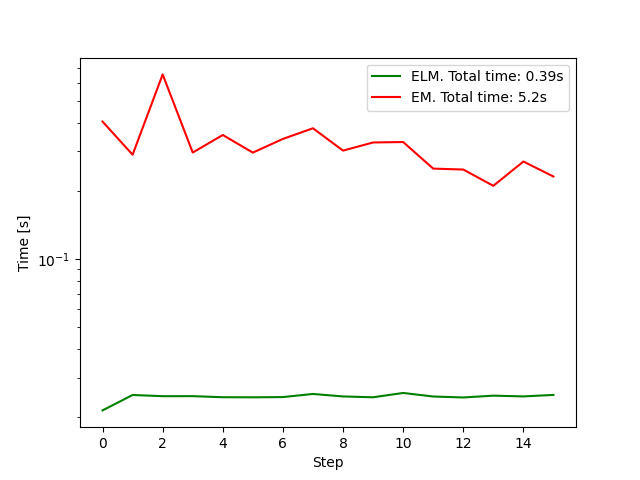 ELM. Total time: 0.39s
EM. Total time: 5.2s
Time [s]
10⁻¹
0 2 4 6 8 10 12 14
Step